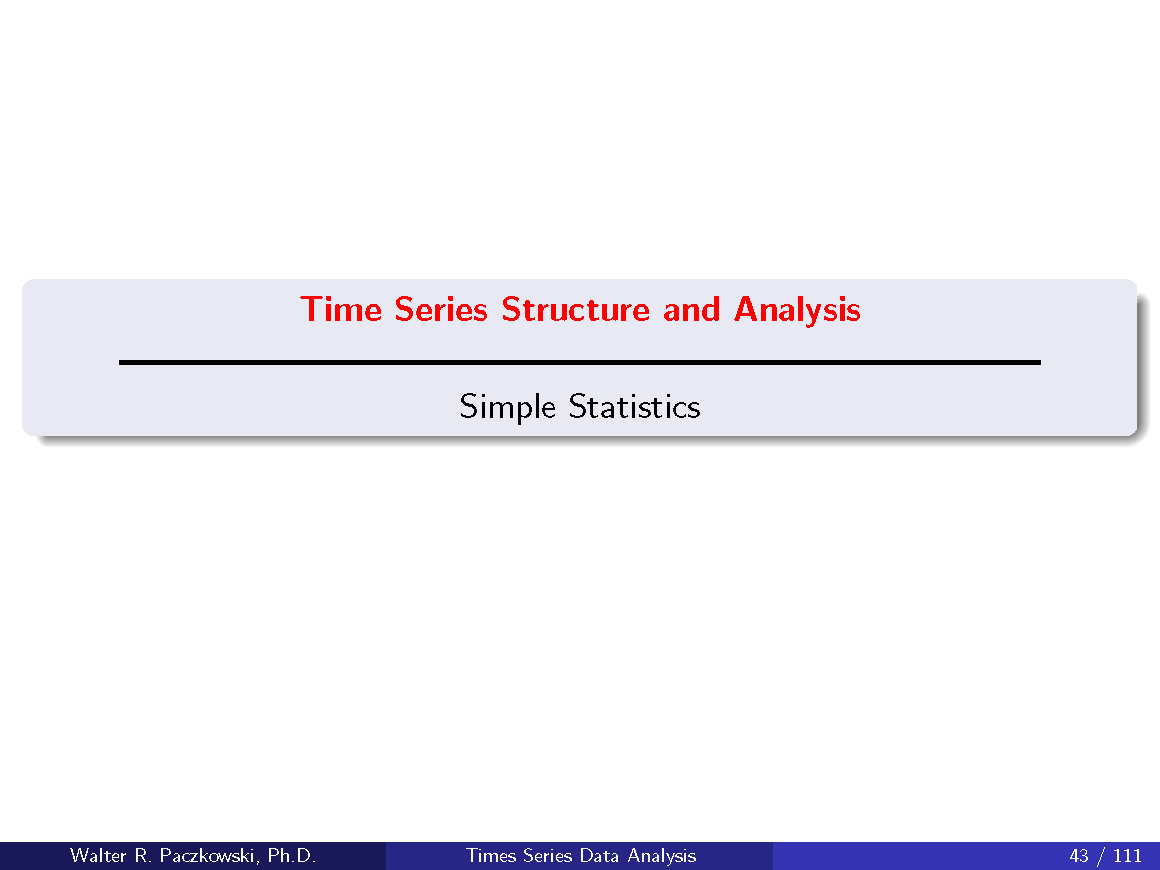 Time Series Structure and Analysis
Simple Statistics
Walter R. Paczkowski, Ph.D.
Times Series Data Analysis
43 / 111